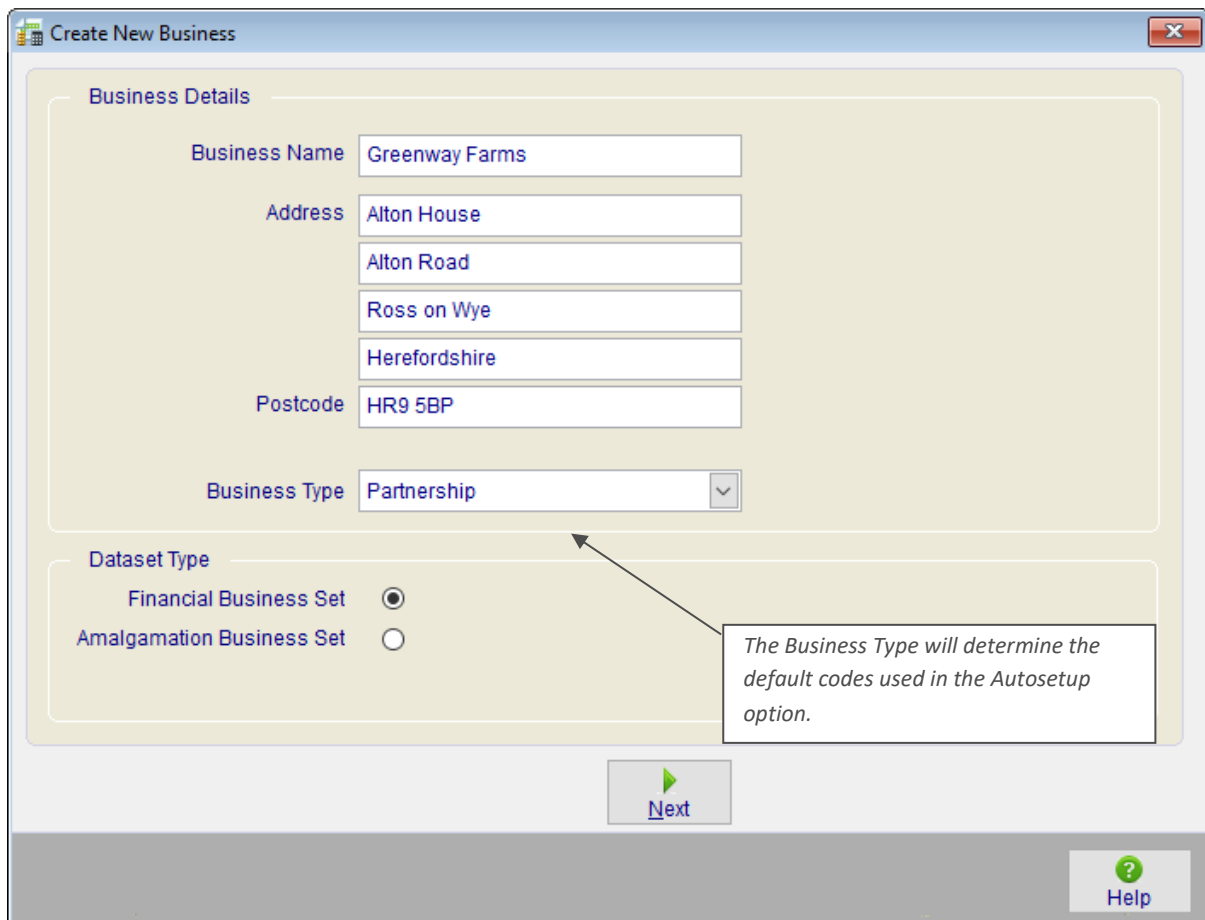 Create New Business
Business Details
Business Name Greenway Farms
Address Alton House
Alton Road
Ross on Wye
Herefordshire
Postcode HR9 5BP
Business Type Partnership
Dataset Type
Financial Business Set
Amalgamation Business Set
The Business Type will determine the
default codes used in the Autosetup
option.
Next
Help